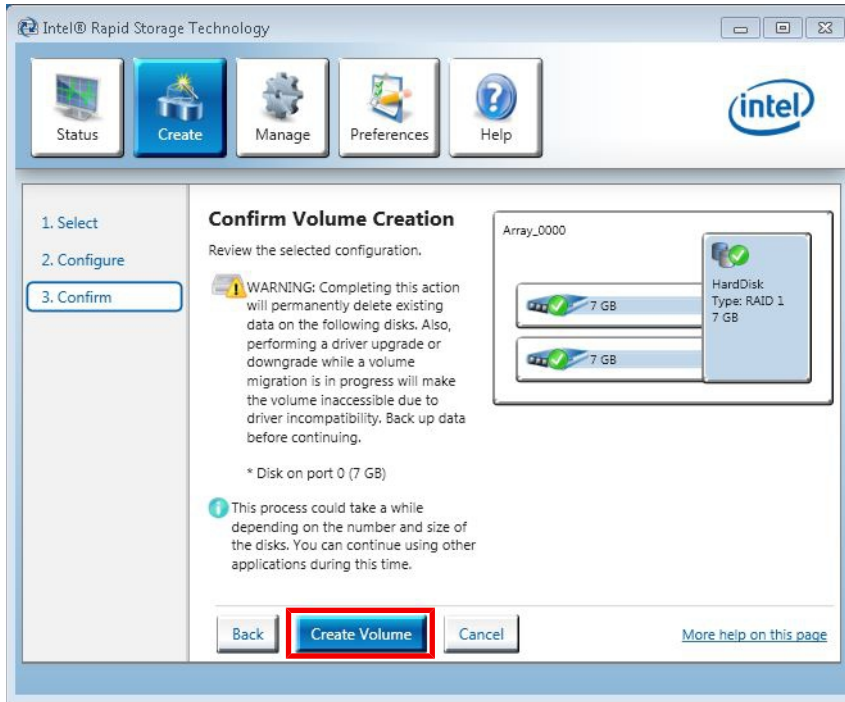 Intel® Rapid Storage Technology
Status
Create
Manage
Preferences
Help
intel
1. Select
2. Configure
3. Confirm
Confirm Volume Creation
Review the selected configuration.
WARNING: Completing this action
will permanently delete existing
data on the following disks. Also,
performing a driver upgrade or
downgrade while a volume
migration is in progress will make
the volume inaccessible due to
driver incompatibility. Back up data
before continuing.
* Disk on port 0 (7 GB)
This process could take a while
depending on the number and size of
the disks. You can continue using other
applications during this time.
Array_0000
7 GB
7 GB
HardDisk
Type: RAID 1
7 GB
Back
Create Volume
Cancel
More help on this page